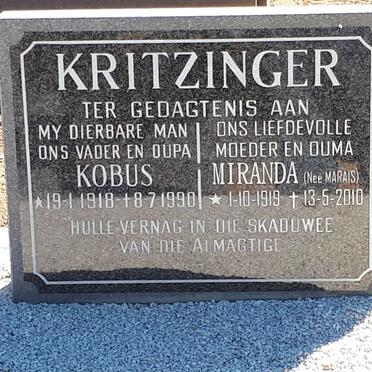 KRITZINGER
TER GEDAGTENIS AAN
MY DIERBARE MAN
ONS VADER EN OUPA
KOBUS
★19-1-1918-✝8-7-1990
ONS LIEFDEVOLLE
MOEDER EN OUMA
MIRANDA (Nee MARAIS)
★ 1-10-1919 ✝ 13-5-2010
"HULLE VERNAG IN DIE SKADUWEE
VAN DIE ALMAGTIGE"